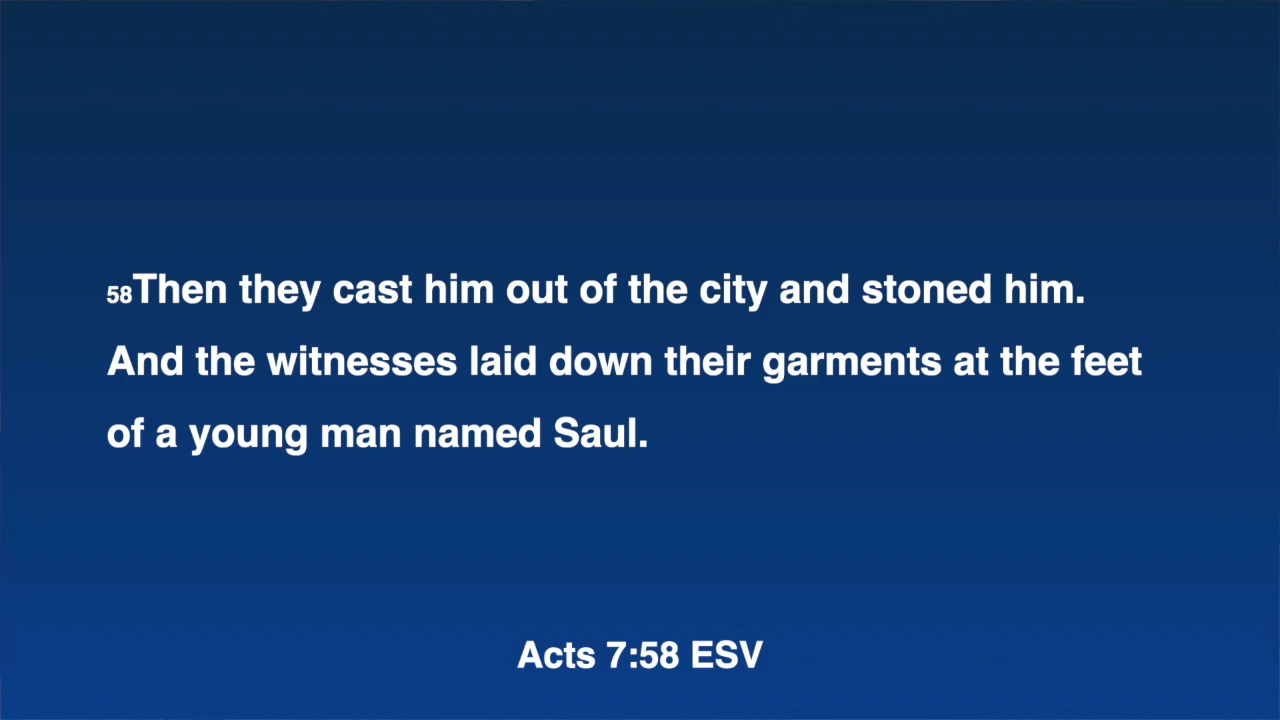 58Then they cast him out of the city and stoned him.
And the witnesses laid down their garments at the feet
of a young man named Saul.
Acts 7:58 ESV